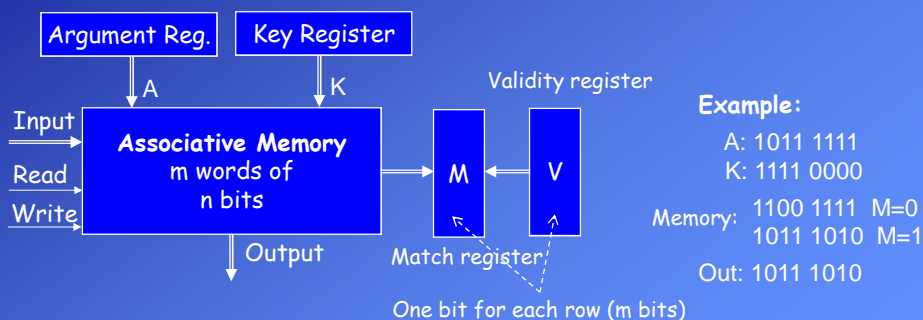 Argument Reg.
Key Register
A
K
Validity register
Input
Read
Write
Associative Memory
m words of
n bits
M
V
Output
Match register
One bit for each row (m bits)
Example:
A: 1011 1111
K: 1111 0000
Memory: 1100 1111 M=0
1011 1010 M=1
Out: 1011 1010